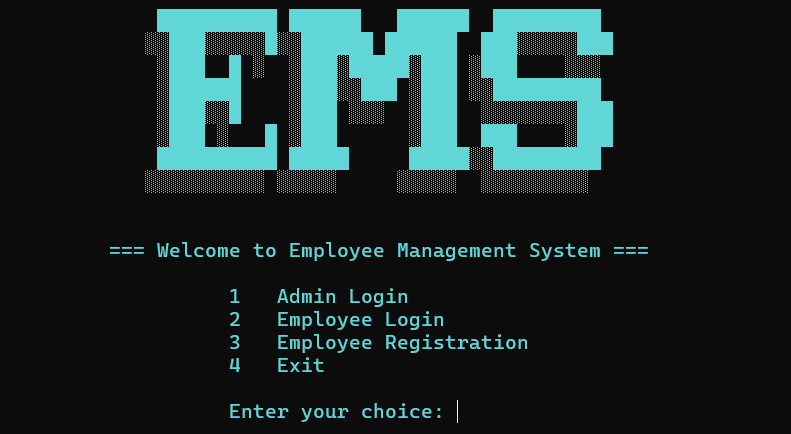 EMS
=== Welcome to Employee Management System ===
1 Admin Login
2 Employee Login
3 Employee Registration
4 Exit
Enter your choice: